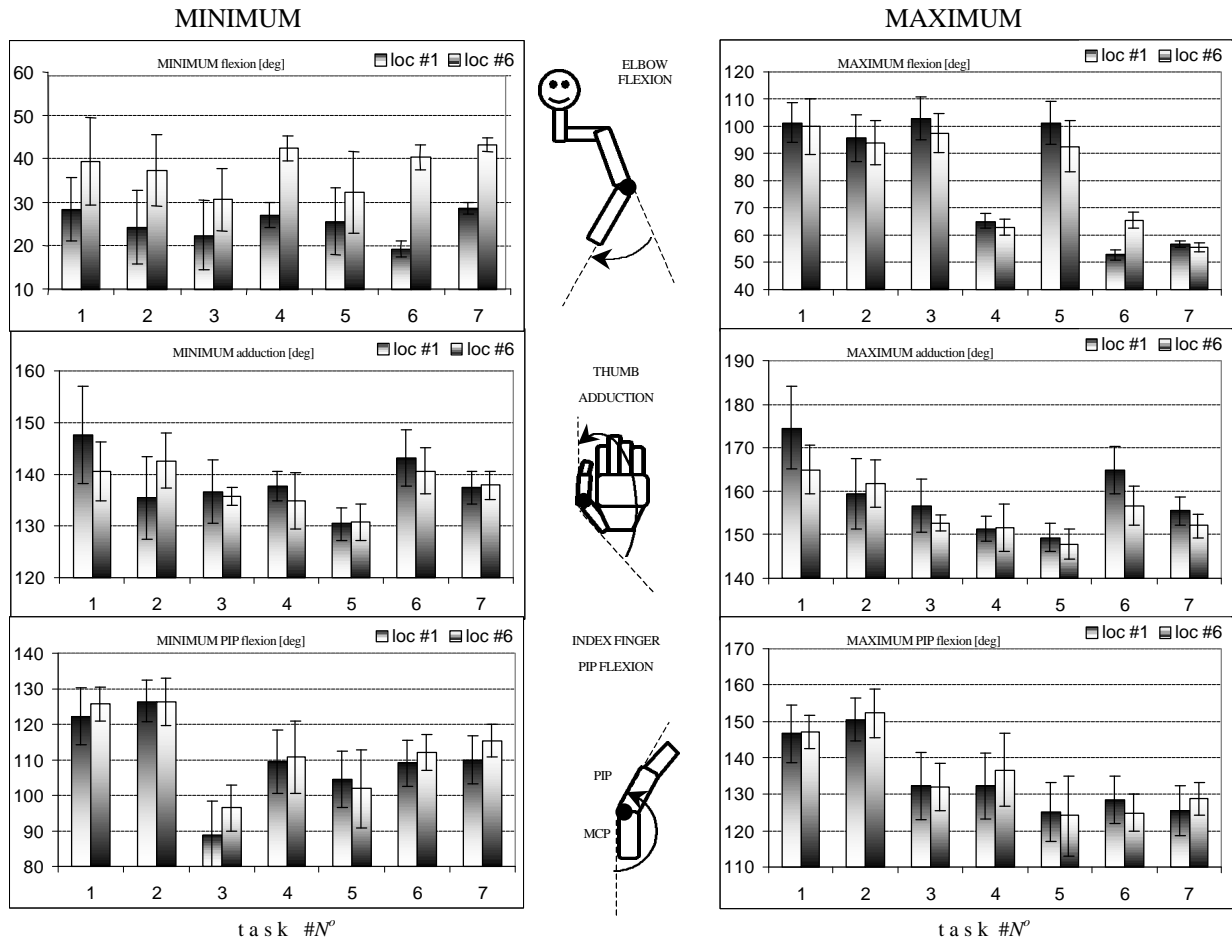 MINIMUM
MAXIMUM
MINIMUM flexion [deg]
loc #1 loc #6
60
50
40
30
20
10
1 2 3 4 5 6 7
ELBOW
FLEXION
MAXIMUM flexion [deg]
loc #1 loc #6
120
110
100
90
80
70
60
50
40
1 2 3 4 5 6 7
MINIMUM adduction [deg]
loc #1 loc #6
160
150
140
130
120
1 2 3 4 5 6 7
THUMB
ADDUCTION
MAXIMUM adduction [deg]
loc #1 loc #6
190
180
170
160
150
140
1 2 3 4 5 6 7
MINIMUM PIP flexion [deg]
loc #1 loc #6
140
130
120
110
100
90
80
1 2 3 4 5 6 7
task #Nº
INDEX FINGER
PIP FLEXION
PIP
MCP
MAXIMUM PIP flexion [deg]
loc #1 loc #6
170
160
150
140
130
120
110
1 2 3 4 5 6 7
task #Nº